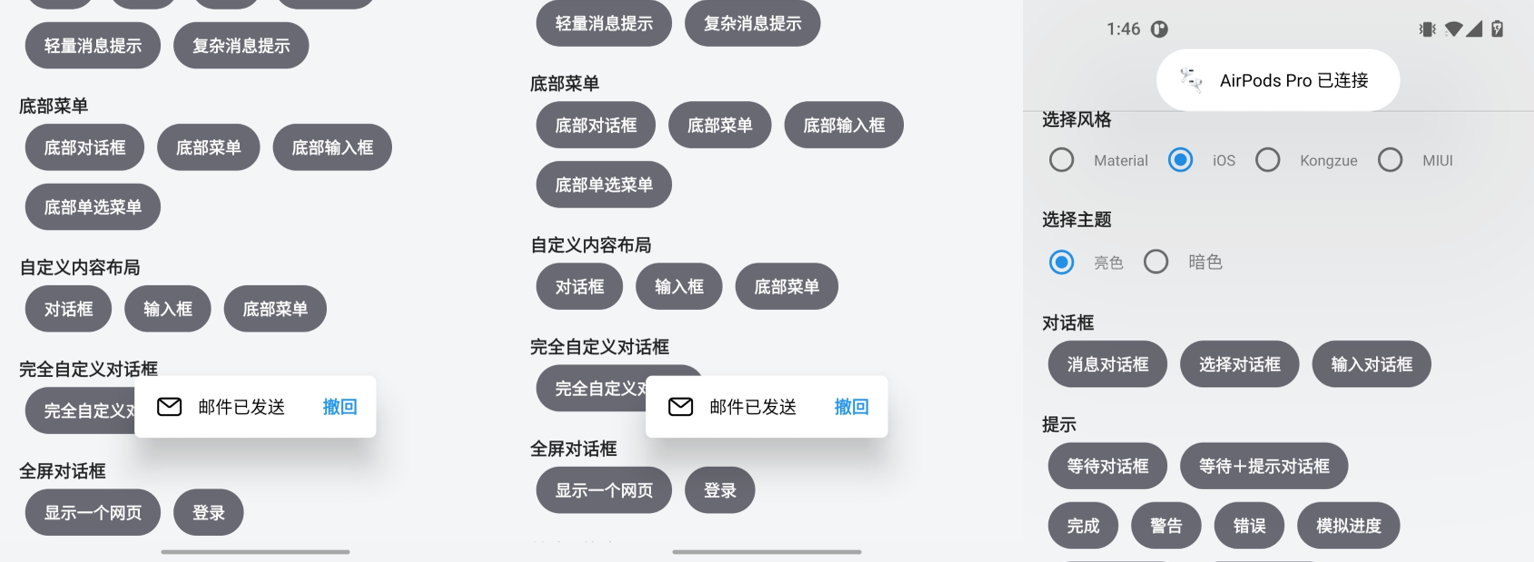 轻量消息提示 复杂消息提示
底部菜单
底部对话框 底部菜单 底部输入框
底部单选菜单
自定义内容布局
对话框 输入框 底部菜单
完全自定义对话框
完全自定义对
邮件已发送 撤回
全屏对话框
显示一个网页 登录
轻量消息提示 复杂消息提示
底部菜单
底部对话框 底部菜单 底部输入框
底部单选菜单
自定义内容布局
对话框 输入框 底部菜单
完全自定义对话框
完全自定义对
邮件已发送 撤回
全屏对话框
显示一个网页 登录
1:46
AirPods Pro 已连接
选择风格
Material iOS Kongzue MIUI
选择主题
亮色 暗色
对话框
消息对话框 选择对话框 输入对话框
提示
等待对话框 等待+提示对话框
完成 警告 错误 模拟进度